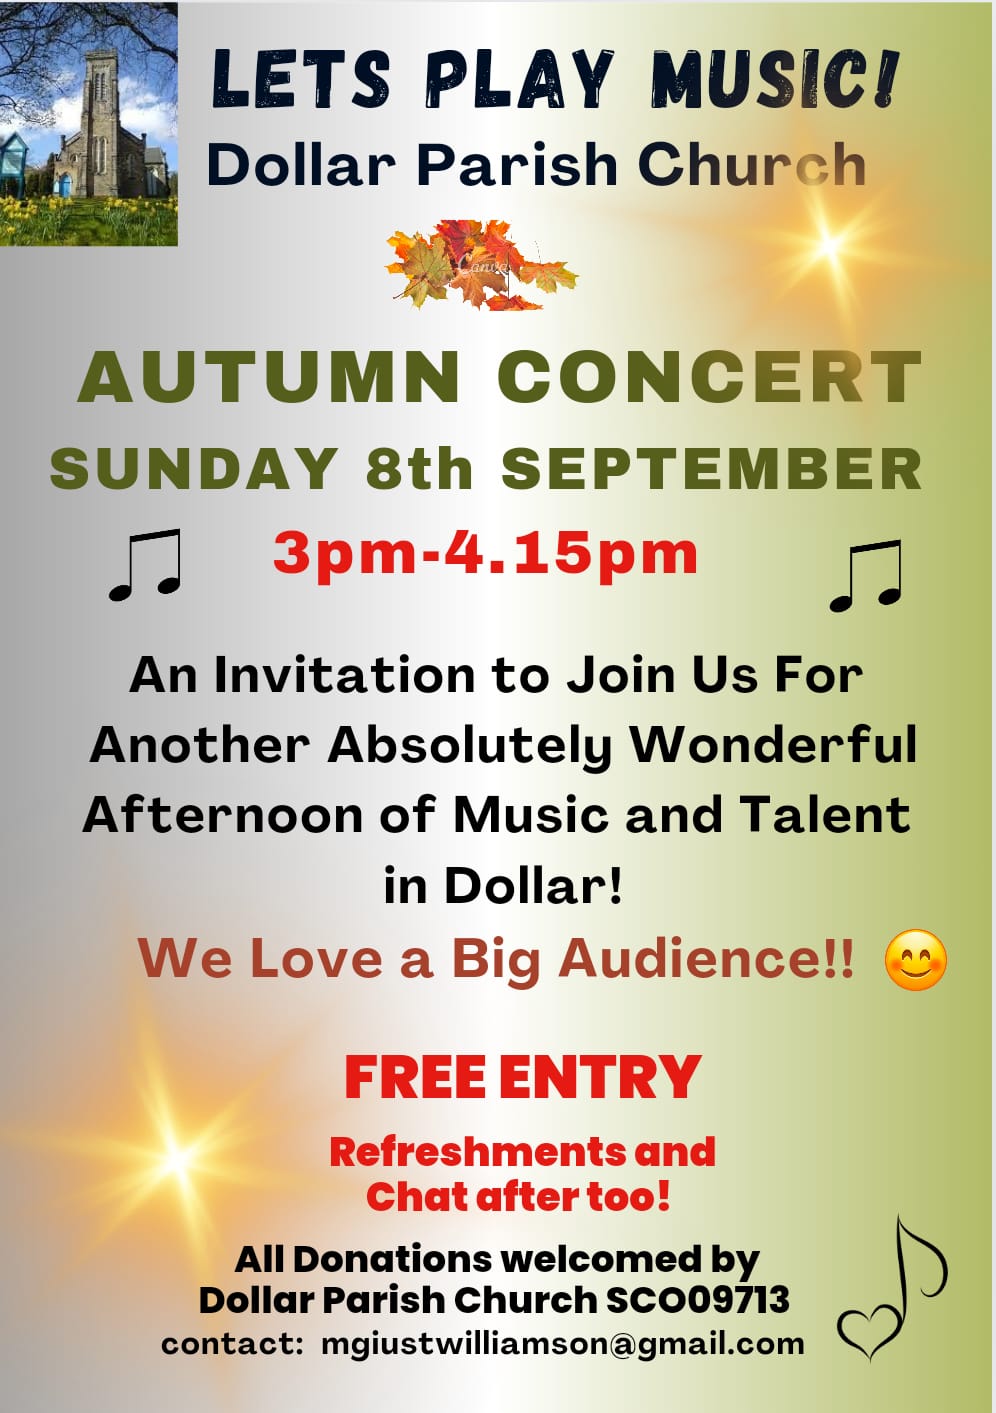 LETS PLAY MUSIC!
Dollar Parish Church
Canva
AUTUMN CONCERT
SUNDAY 8th SEPTEMBER
3pm-4.15pm
An Invitation to Join Us For
Another Absolutely Wonderful
Afternoon of Music and Talent
in Dollar!
We Love a Big Audience!! 😊
FREE ENTRY
Refreshments and
Chat after too!
All Donations welcomed by
Dollar Parish Church SCO09713
contact: mgiustwilliamson@gmail.com